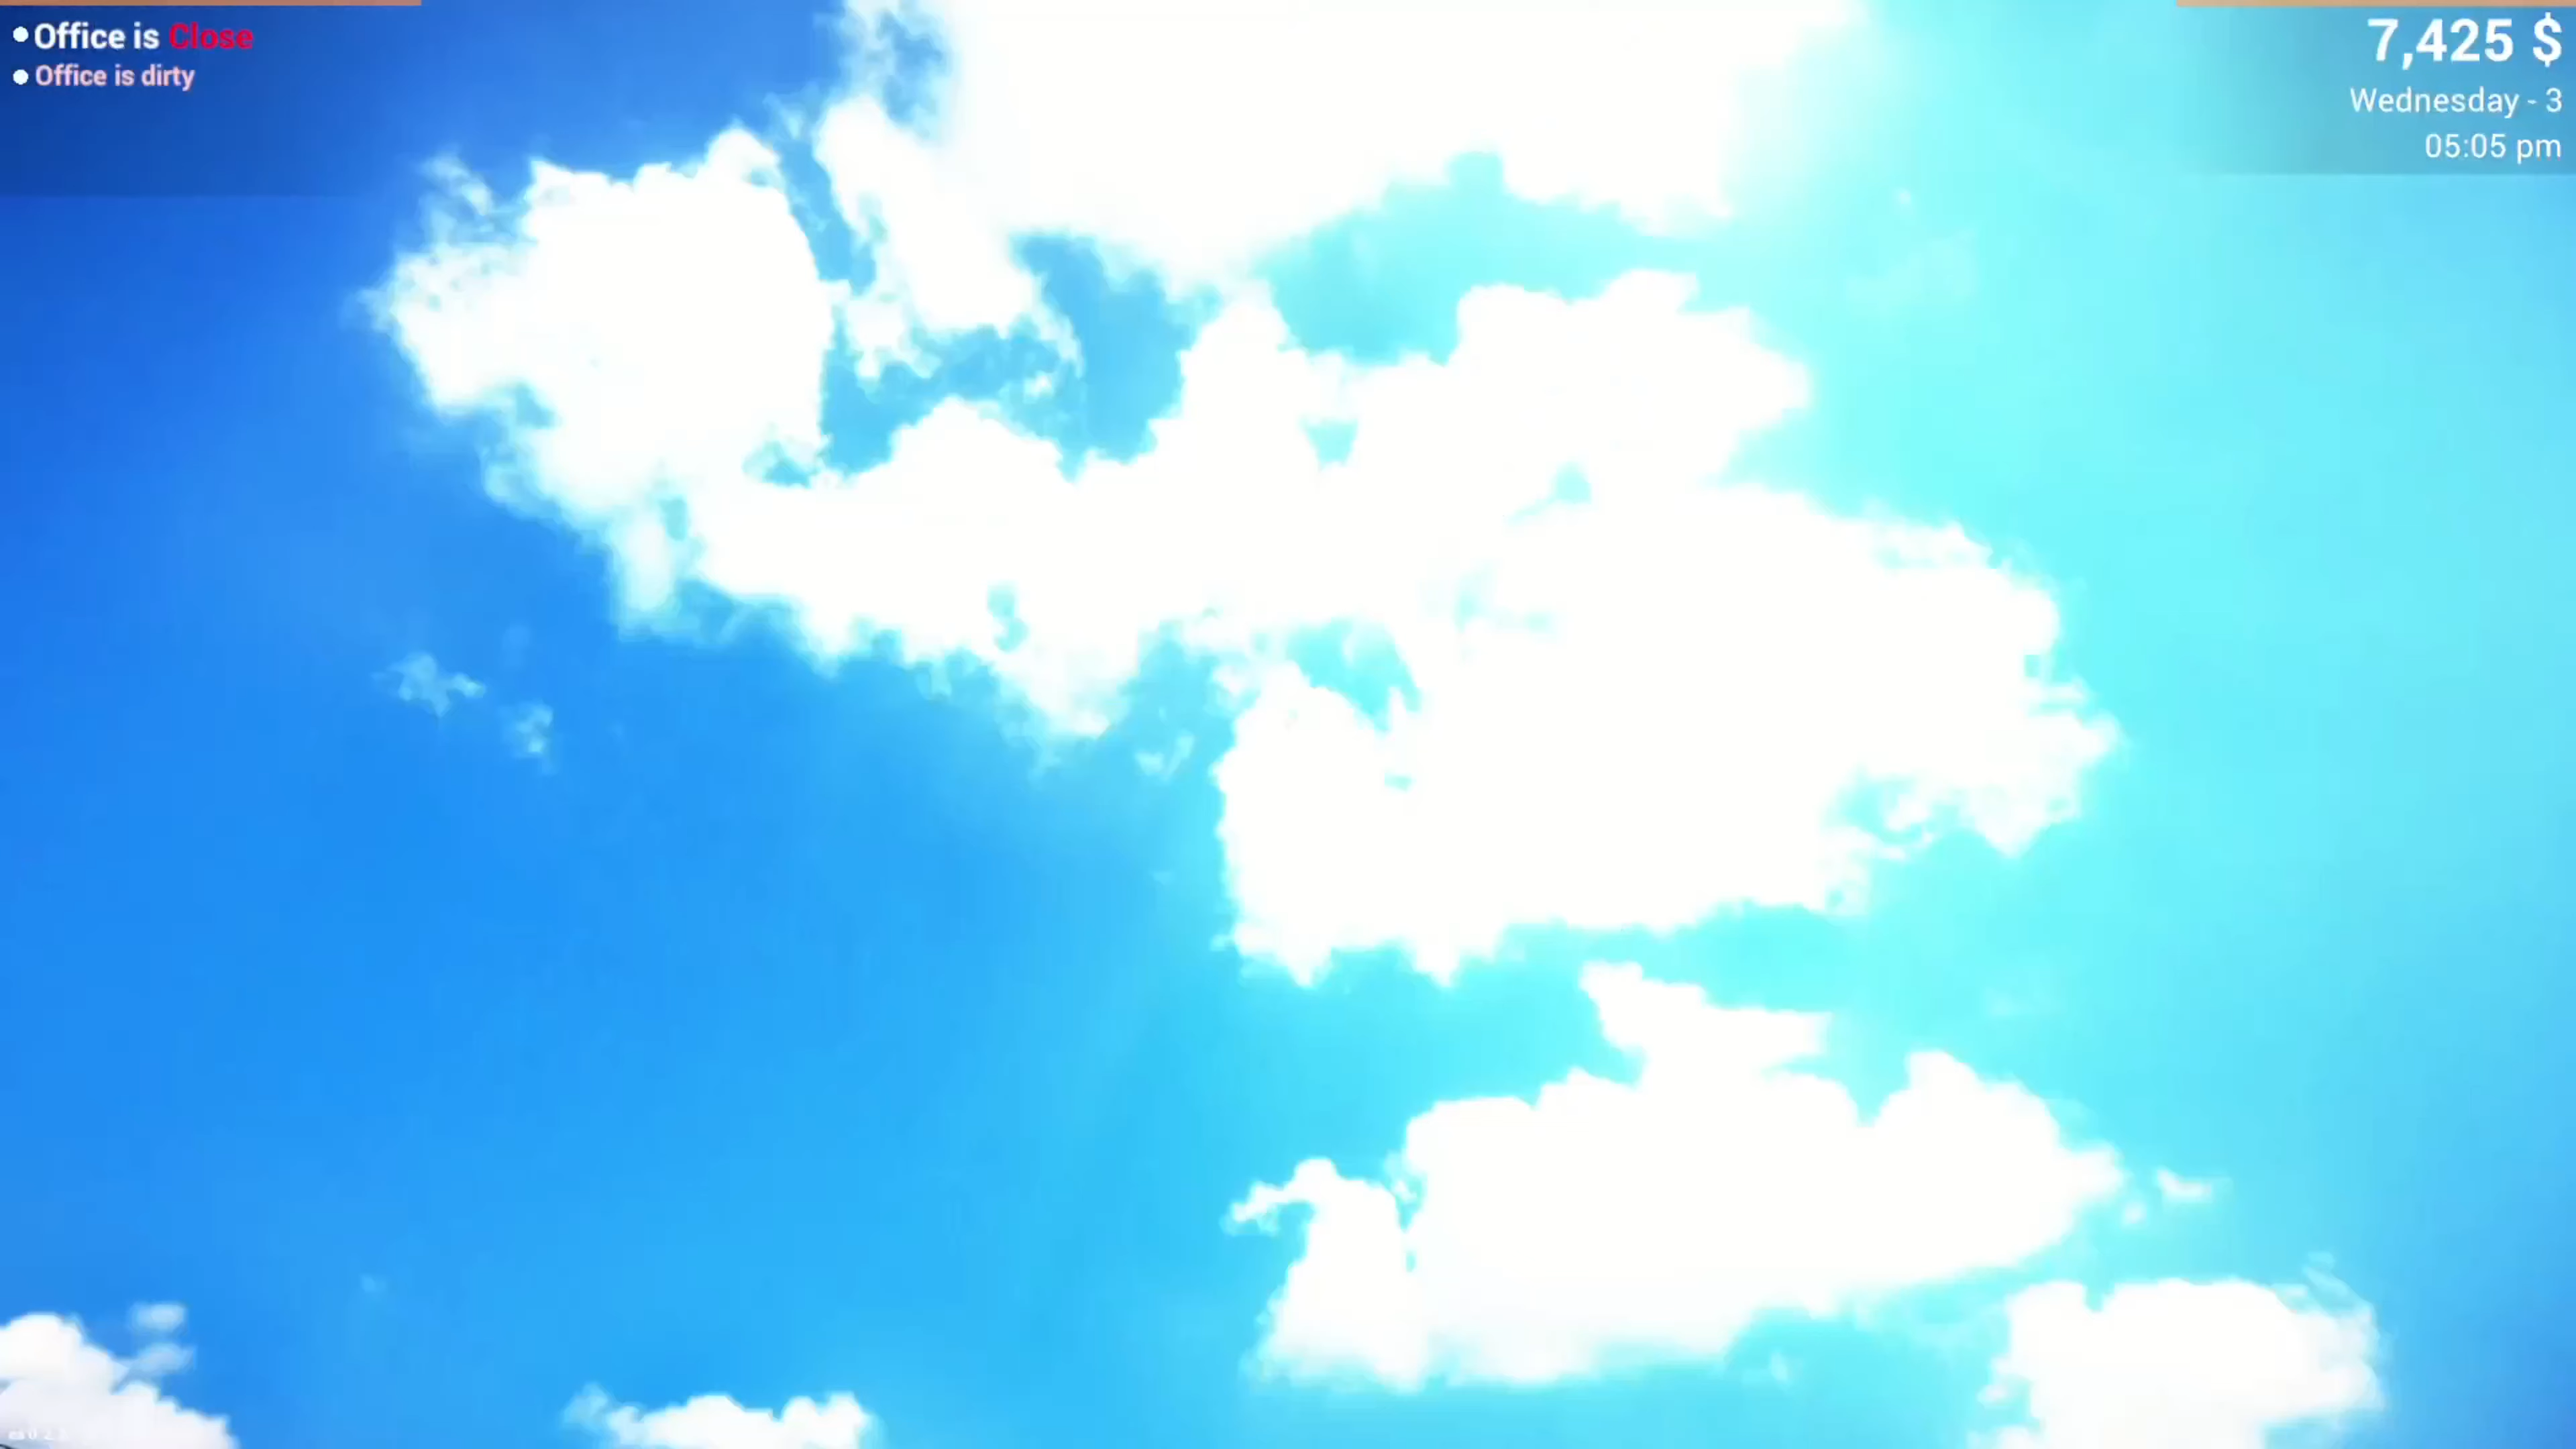 Office is Close
Office is dirty
7,425 $
Wednesday - 3
05:05 pm